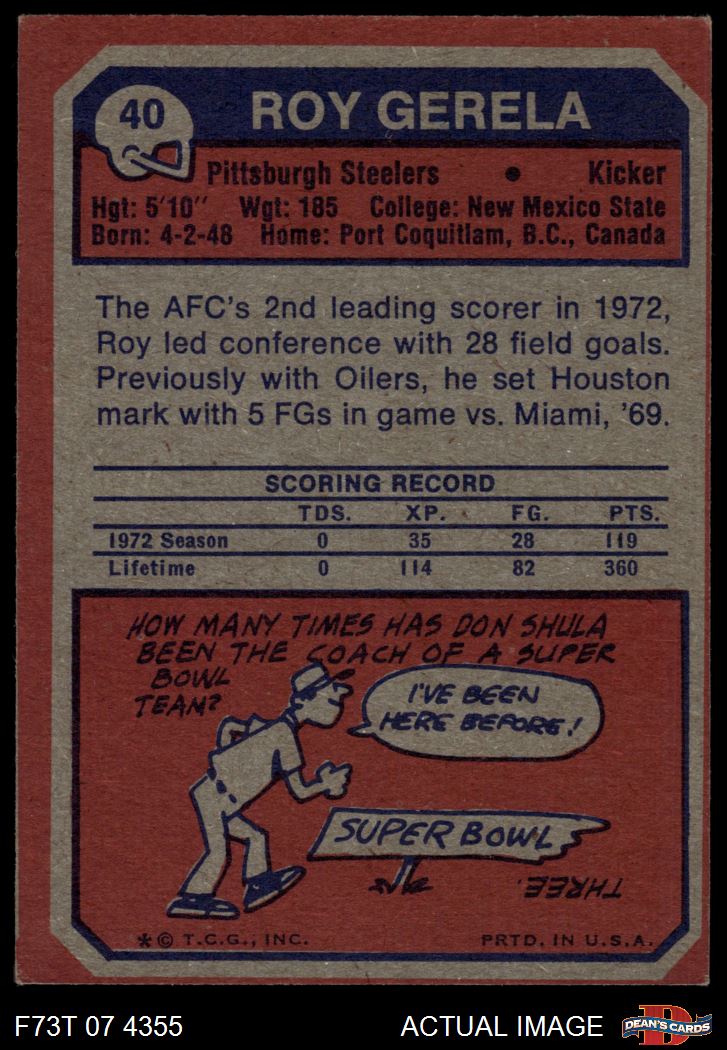 40
ROY GERELA
Pittsburgh Steelers • Kicker
Hgt: 5'10" Wgt: 185 College: New Mexico State
Born: 4-2-48 Home: Port Coquitlam, B.C., Canada
The AFC's 2nd leading scorer in 1972,
Roy led conference with 28 field goals.
Previously with Oilers, he set Houston
mark with 5 FGs in game vs. Miami, '69.
SCORING RECORD
TDS. XP. FG. PTS.
1972 Season 0 35 28 119
Lifetime 0 114 82 360
HOW MANY TIMES HAS DON SHULA
BEEN THE COACH OF A SUPER
BOWL
TEAM?
I'VE BEEN
HERE BEFORE!
SUPER BOWL
THREE.
* © T.C.G., INC. PRTD. IN U.S.A.
F73T 07 4355 ACTUAL IMAGE
D
DEAN'S CARDS